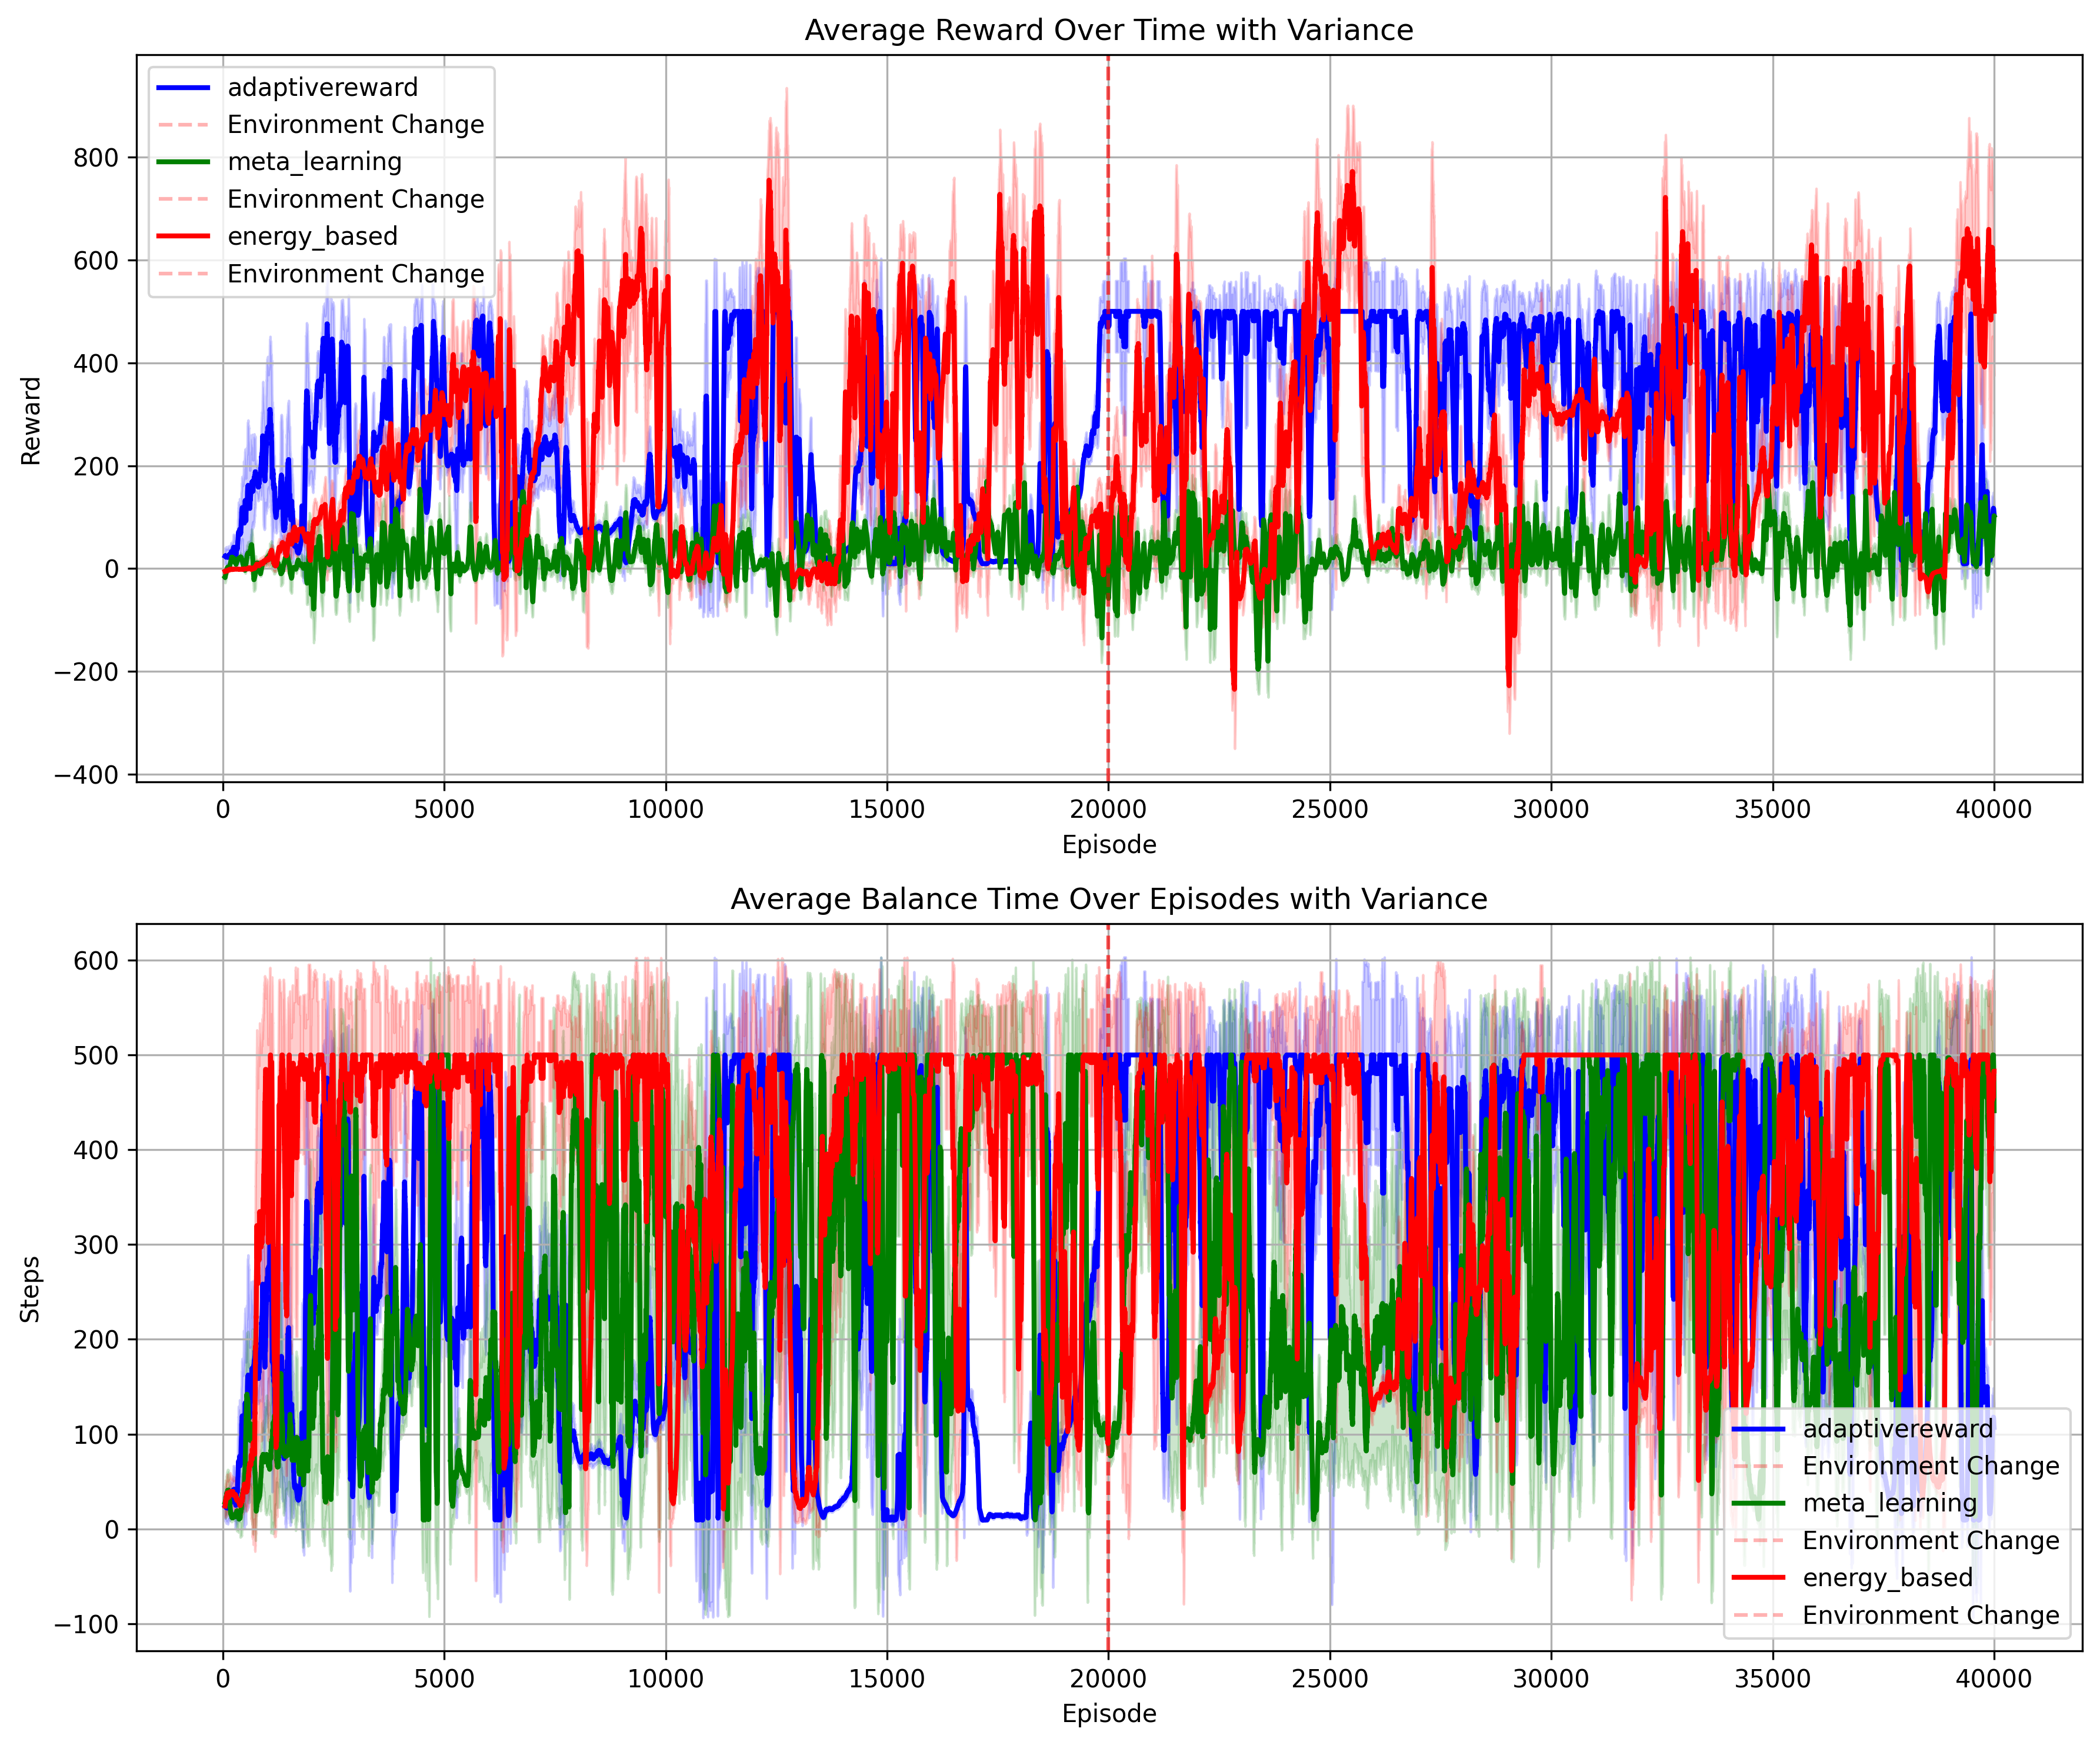 Average Reward Over Time with Variance
adaptivereward
Environment Change
meta_learning
Environment Change
energy_based
Environment Change
Reward
800
600
400
200
0
−200
−400
0 5000 10000 15000 20000 25000 30000 35000 40000
Episode
Average Balance Time Over Episodes with Variance
Steps
600
500
400
300
200
100
0
−100
adaptivereward
Environment Change
meta_learning
Environment Change
energy_based
Environment Change
0 5000 10000 15000 20000 25000 30000 35000 40000
Episode